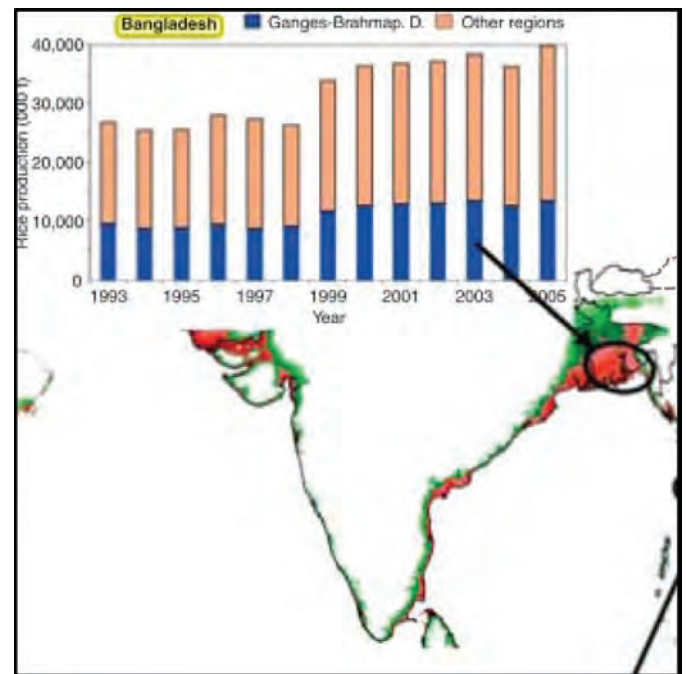 Bangladesh Ganges-Brahmap. D. Other regions
Rice production (000 t)
40,000
30,000
20,000
10,000
0
1993 1995 1997 1999 2001 2003 2005
Year